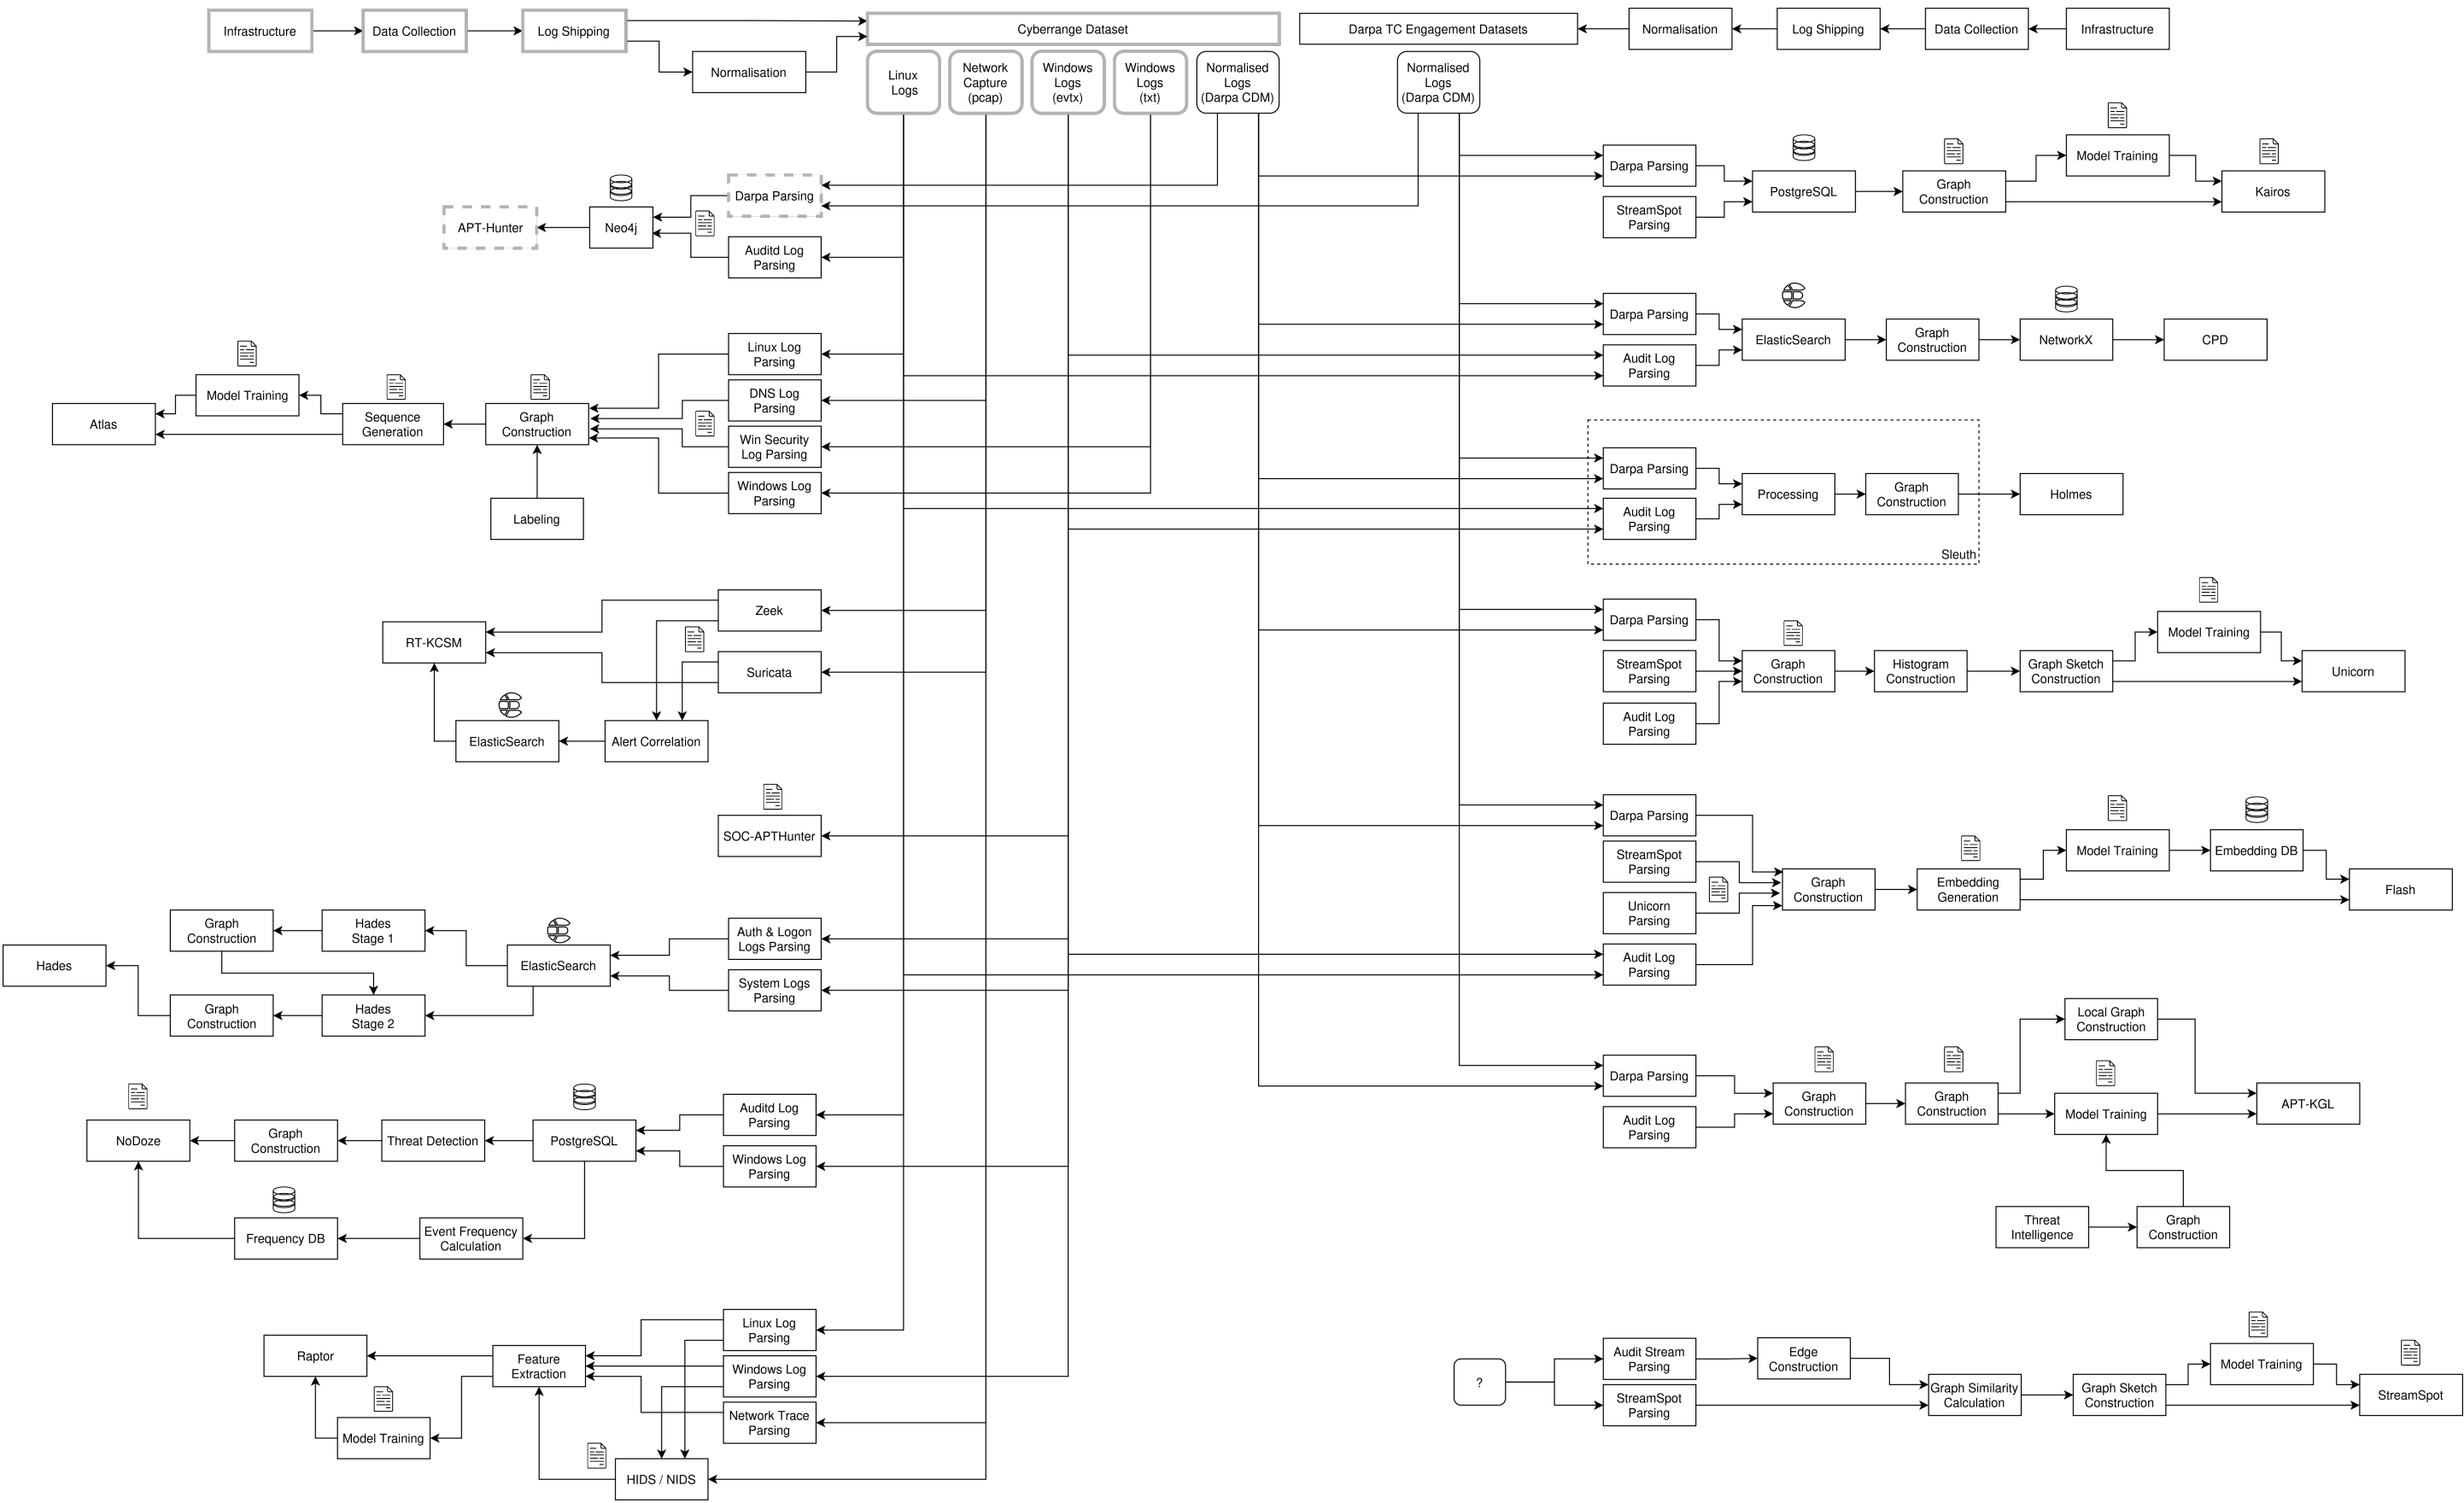 Infrastructure
Data Collection
Log Shipping
Normalisation
Cyberrange Dataset
Darpa TC Engagement Datasets
Normalisation
Log Shipping
Data Collection
Infrastructure
Linux
Logs
Network
Capture
(pcap)
Windows
Logs
(evtx)
Windows
Logs
(txt)
Normalised
Logs
(Darpa CDM)
Normalised
Logs
(Darpa CDM)
APT-Hunter
Neo4j
Darpa Parsing
Auditd Log
Parsing
Atlas
Model Training
Sequence
Generation
Graph
Construction
Labeling
Linux Log
Parsing
DNS Log
Parsing
Win Security
Log Parsing
Windows Log
Parsing
RT-KCSM
Zeek
Suricata
ElasticSearch
Alert Correlation
SOC-APTHunter
Hades
Graph
Construction
Hades
Stage 1
Graph
Construction
Hades
Stage 2
ElasticSearch
Auth & Logon
Logs Parsing
System Logs
Parsing
NoDoze
Graph
Construction
Threat Detection
PostgreSQL
Auditd Log
Parsing
Windows Log
Parsing
Frequency DB
Event Frequency
Calculation
Raptor
Model Training
Feature
Extraction
Linux Log
Parsing
Windows Log
Parsing
Network Trace
Parsing
HIDS / NIDS
Darpa Parsing
StreamSpot
Parsing
PostgreSQL
Graph
Construction
Model Training
Kairos
Darpa Parsing
Audit Log
Parsing
ElasticSearch
Graph
Construction
NetworkX
CPD
Darpa Parsing
Audit Log
Parsing
Processing
Graph
Construction
Sleuth
Holmes
Darpa Parsing
StreamSpot
Parsing
Audit Log
Parsing
Graph
Construction
Histogram
Construction
Graph Sketch
Construction
Model Training
Unicorn
Darpa Parsing
StreamSpot
Parsing
Unicorn
Parsing
Audit Log
Parsing
Graph
Construction
Embedding
Generation
Model Training
Embedding DB
Flash
Darpa Parsing
Audit Log
Parsing
Graph
Construction
Graph
Construction
Local Graph
Construction
Model Training
APT-KGL
Threat
Intelligence
Graph
Construction
?
Audit Stream
Parsing
StreamSpot
Parsing
Edge
Construction
Graph Similarity
Calculation
Graph Sketch
Construction
Model Training
StreamSpot